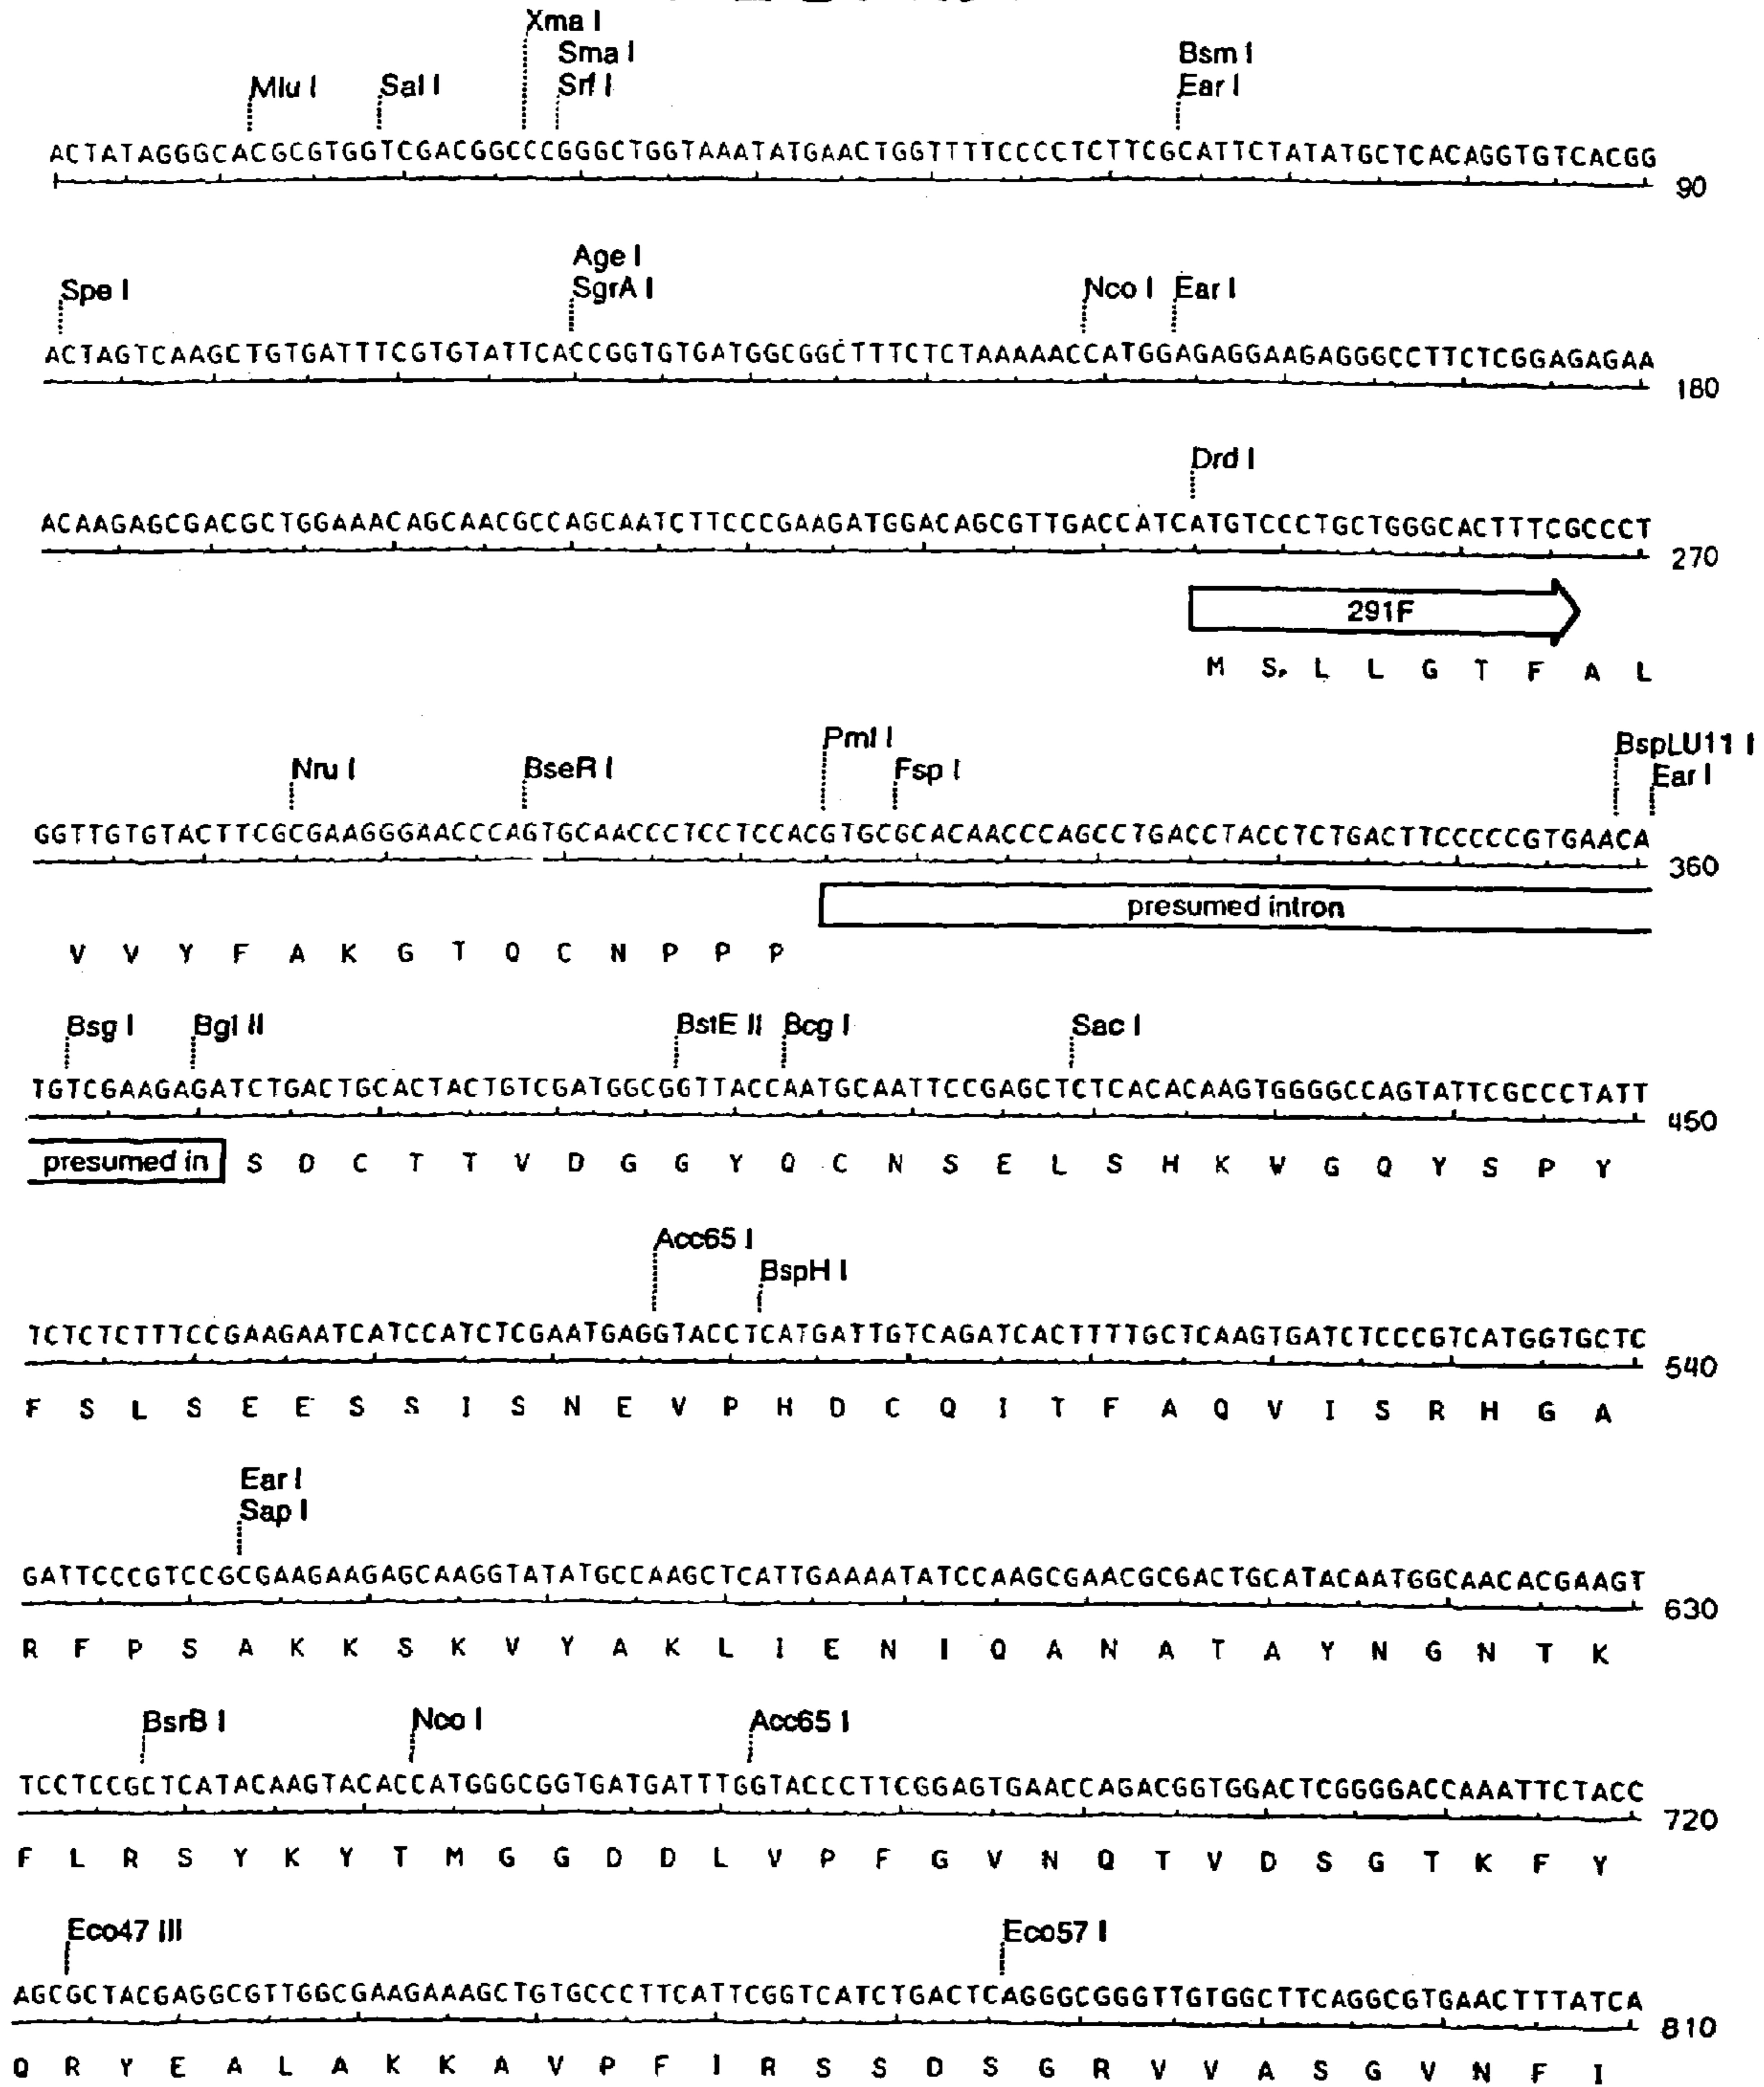 Xma I
Sma I
Bsm I
Mlu I Sal I Srf I Ear I
ACTATAGGGCACGCGTGGTCGACGGCCCGGGCTGGTAAATATGAACTGGTTTTCCCCTCTTCGCATTCTATATGCTCACAGGTGTCACGG
90
Age I
Spe I SgrA I Nco I Ear I
ACTAGTCAAGCTGTGATTTCGTGTATTCACCGGTGTGATGGCGGCTTTCTCTAAAAACCATGGAGAGGAAGAGGGCCTTCTCGGAGAGAA
180
Drd I
ACAAGAGCGACGCTGGAAACAGCAACGCCAGCAATCTTCCCGAAGATGGACAGCGTTGACCATCATGTCCCTGCTGGGCACTTTCGCCCT
270
291F
M S L L G T F A L
Pml I BspLU11 I
Nru I BseR I Fsp I Ear I
GGTTGTGTACTTCGCGAAGGGAACCCAGTGCAACCCTCCTCCACGTGCGCACAACCCAGCCTGACCTACCTCTGACTTCCCCCGTGAACA
360
presumed intron
V V Y F A K G T Q C N P P P
Bsg I Bgl II BstE II Bcg I Sac I
TGTCGAAGAGATCTGACTGCACTACTGTCGATGGCGGTTACCAATGCAATTCCGAGCTCTCACACAAGTGGGGCCAGTATTCGCCCTATT
450
presumed in S D C T T V D G G Y Q C N S E L S H K W G Q Y S P Y
Acc65 I
BspH I
TCTCTCTTTCCGAAGAATCATCCATCTCGAATGAGGTACCTCATGATTGTCAGATCACTTTTGCTCAAGTGATCTCCCGTCATGGTGCTC
540
F S L S E E S S I S N E V P H D C Q I T F A Q V I S R H G A
Ear I
Sap I
GATTCCCGTCCGCGAAGAAGAGCAAGGTATATGCCAAGCTCATTGAAAATATCCAAGCGAACGCGACTGCATACAATGGCAACACGAAGT
630
R F P S A K K S K V Y A K L I E N I Q A N A T A Y N G N T K
BsrB I Nco I Acc65 I
TCCTCCGCTCATACAAGTACACCATGGGCGGTGATGATTTGGTACCCTTCGGAGTGAACCAGACGGTGGACTCGGGGACCAAATTCTACC
720
F L R S Y K Y T M G G D D L V P F G V N Q T V D S G T K F Y
Eco47 III Eco57 I
AGCGCTACGAGGCGTTGGCGAAGAAAGCTGTGCCCTTCATTCGGTCATCTGACTCAGGGCGGGTTGTGGCTTCAGGCGTGAACTTTATCA
810
Q R Y E A L A K K A V P F I R S S D S G R V V A S G V N F I